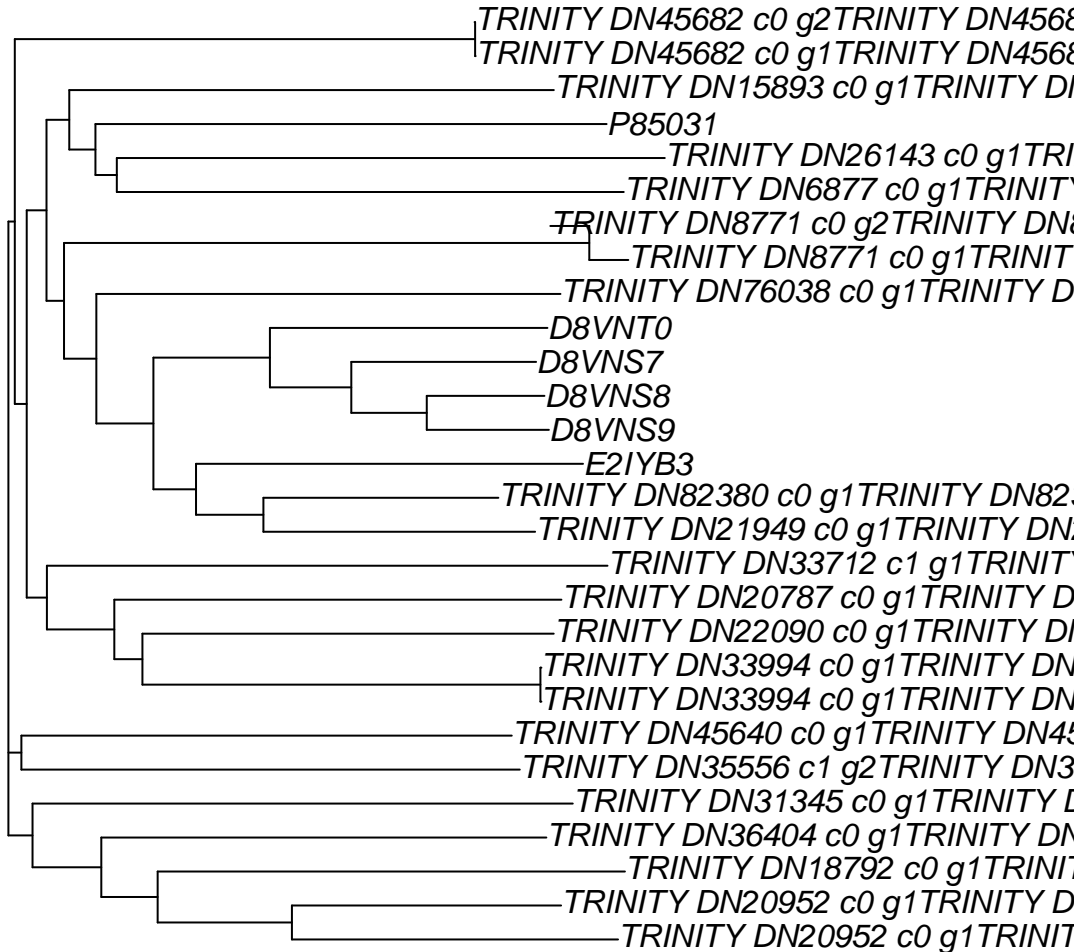 TRINITY DN45682 c0 g2TRINITY DN4568
TRINITY DN45682 c0 g1TRINITY DN4568
TRINITY DN15893 c0 g1TRINITY DN
P85031
TRINITY DN26143 c0 g1TRI
TRINITY DN6877 c0 g1TRINITY
TRINITY DN8771 c0 g2TRINITY DN8
TRINITY DN8771 c0 g1TRINIT
TRINITY DN76038 c0 g1TRINITY D
D8VNT0
D8VNS7
D8VNS8
D8VNS9
E2IYB3
TRINITY DN82380 c0 g1TRINITY DN82
TRINITY DN21949 c0 g1TRINITY DN2
TRINITY DN33712 c1 g1TRINITY
TRINITY DN20787 c0 g1TRINITY D
TRINITY DN22090 c0 g1TRINITY DN
TRINITY DN33994 c0 g1TRINITY DN
TRINITY DN33994 c0 g1TRINITY DN
TRINITY DN45640 c0 g1TRINITY DN45
TRINITY DN35556 c1 g2TRINITY DN3
TRINITY DN31345 c0 g1TRINITY D
TRINITY DN36404 c0 g1TRINITY DN
TRINITY DN18792 c0 g1TRINIT
TRINITY DN20952 c0 g1TRINITY D
TRINITY DN20952 c0 g1TRINIT